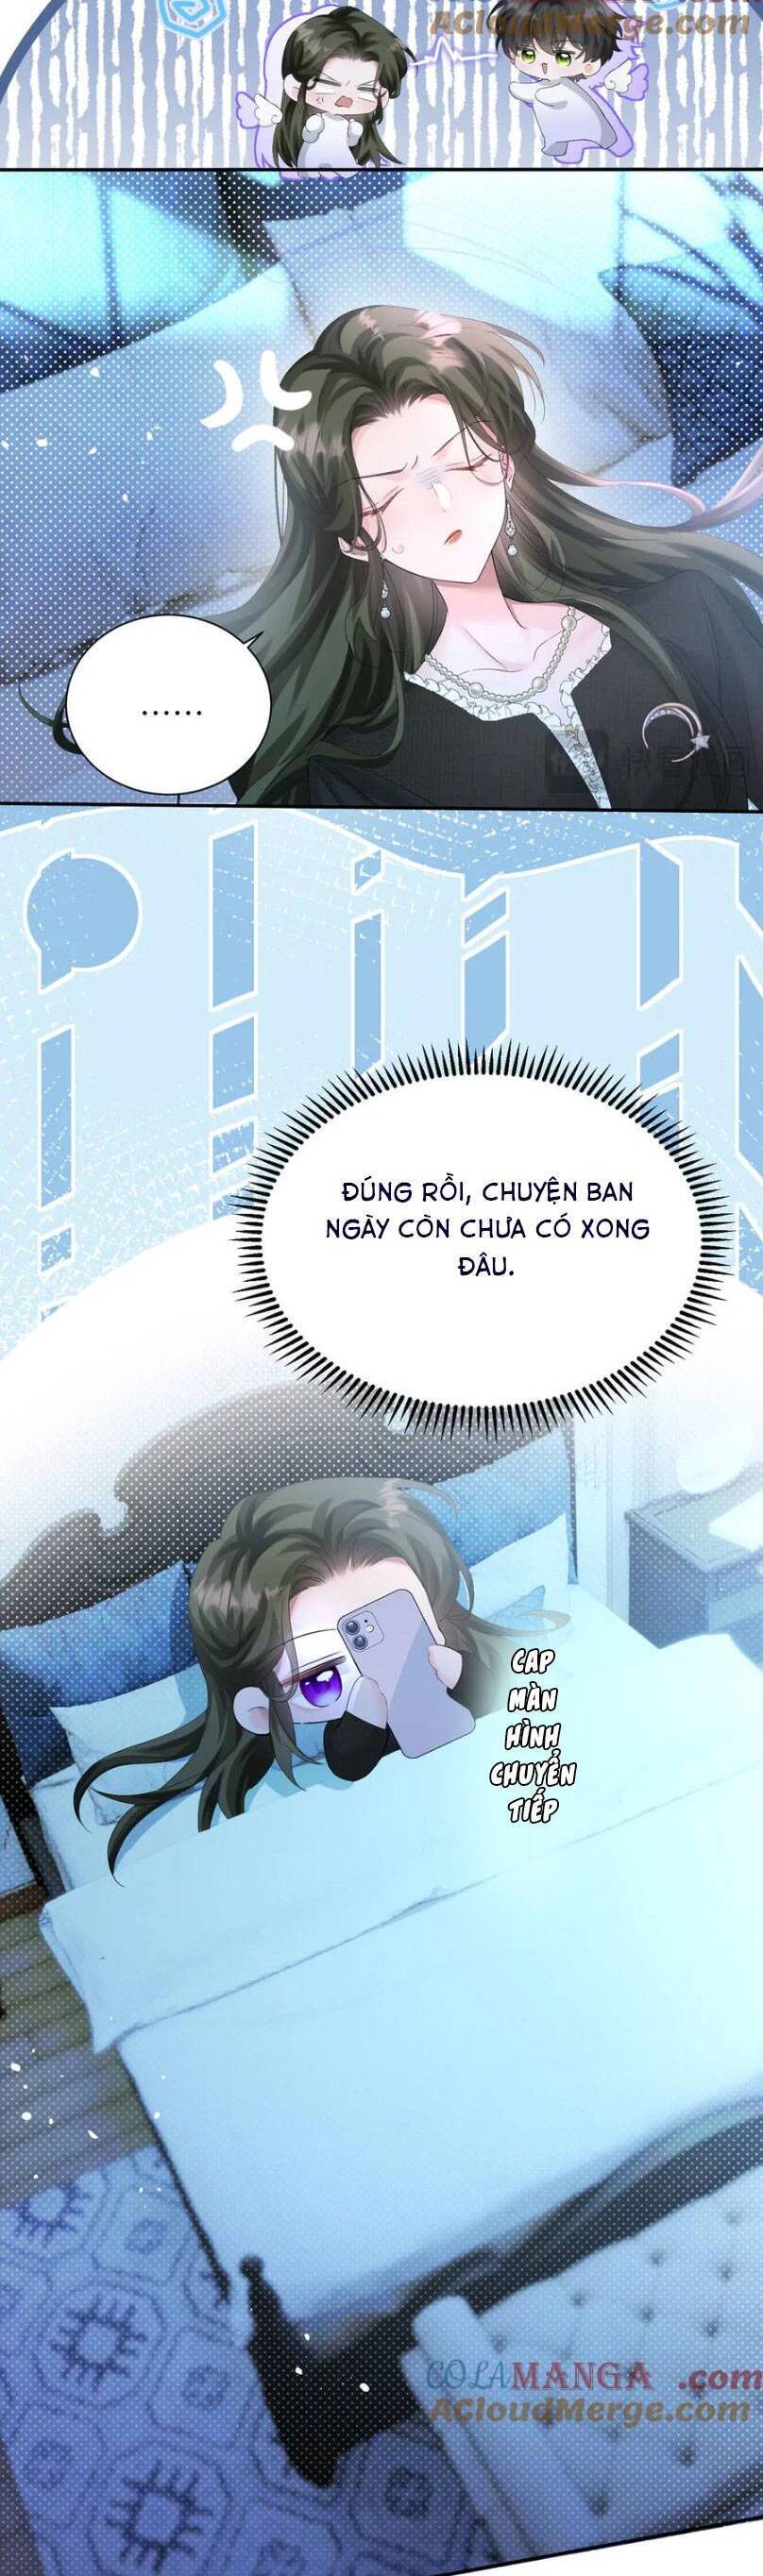 ACloudMerge.com
......
ĐÚNG RỒI, CHUYỆN BAN
NGÀY CÒN CHƯA CÓ XONG
ĐÂU.
CAP
MÀN
HÌNH
CHUYỂN
TIẾP
COLAMANGA.com
ACloudMerge.com